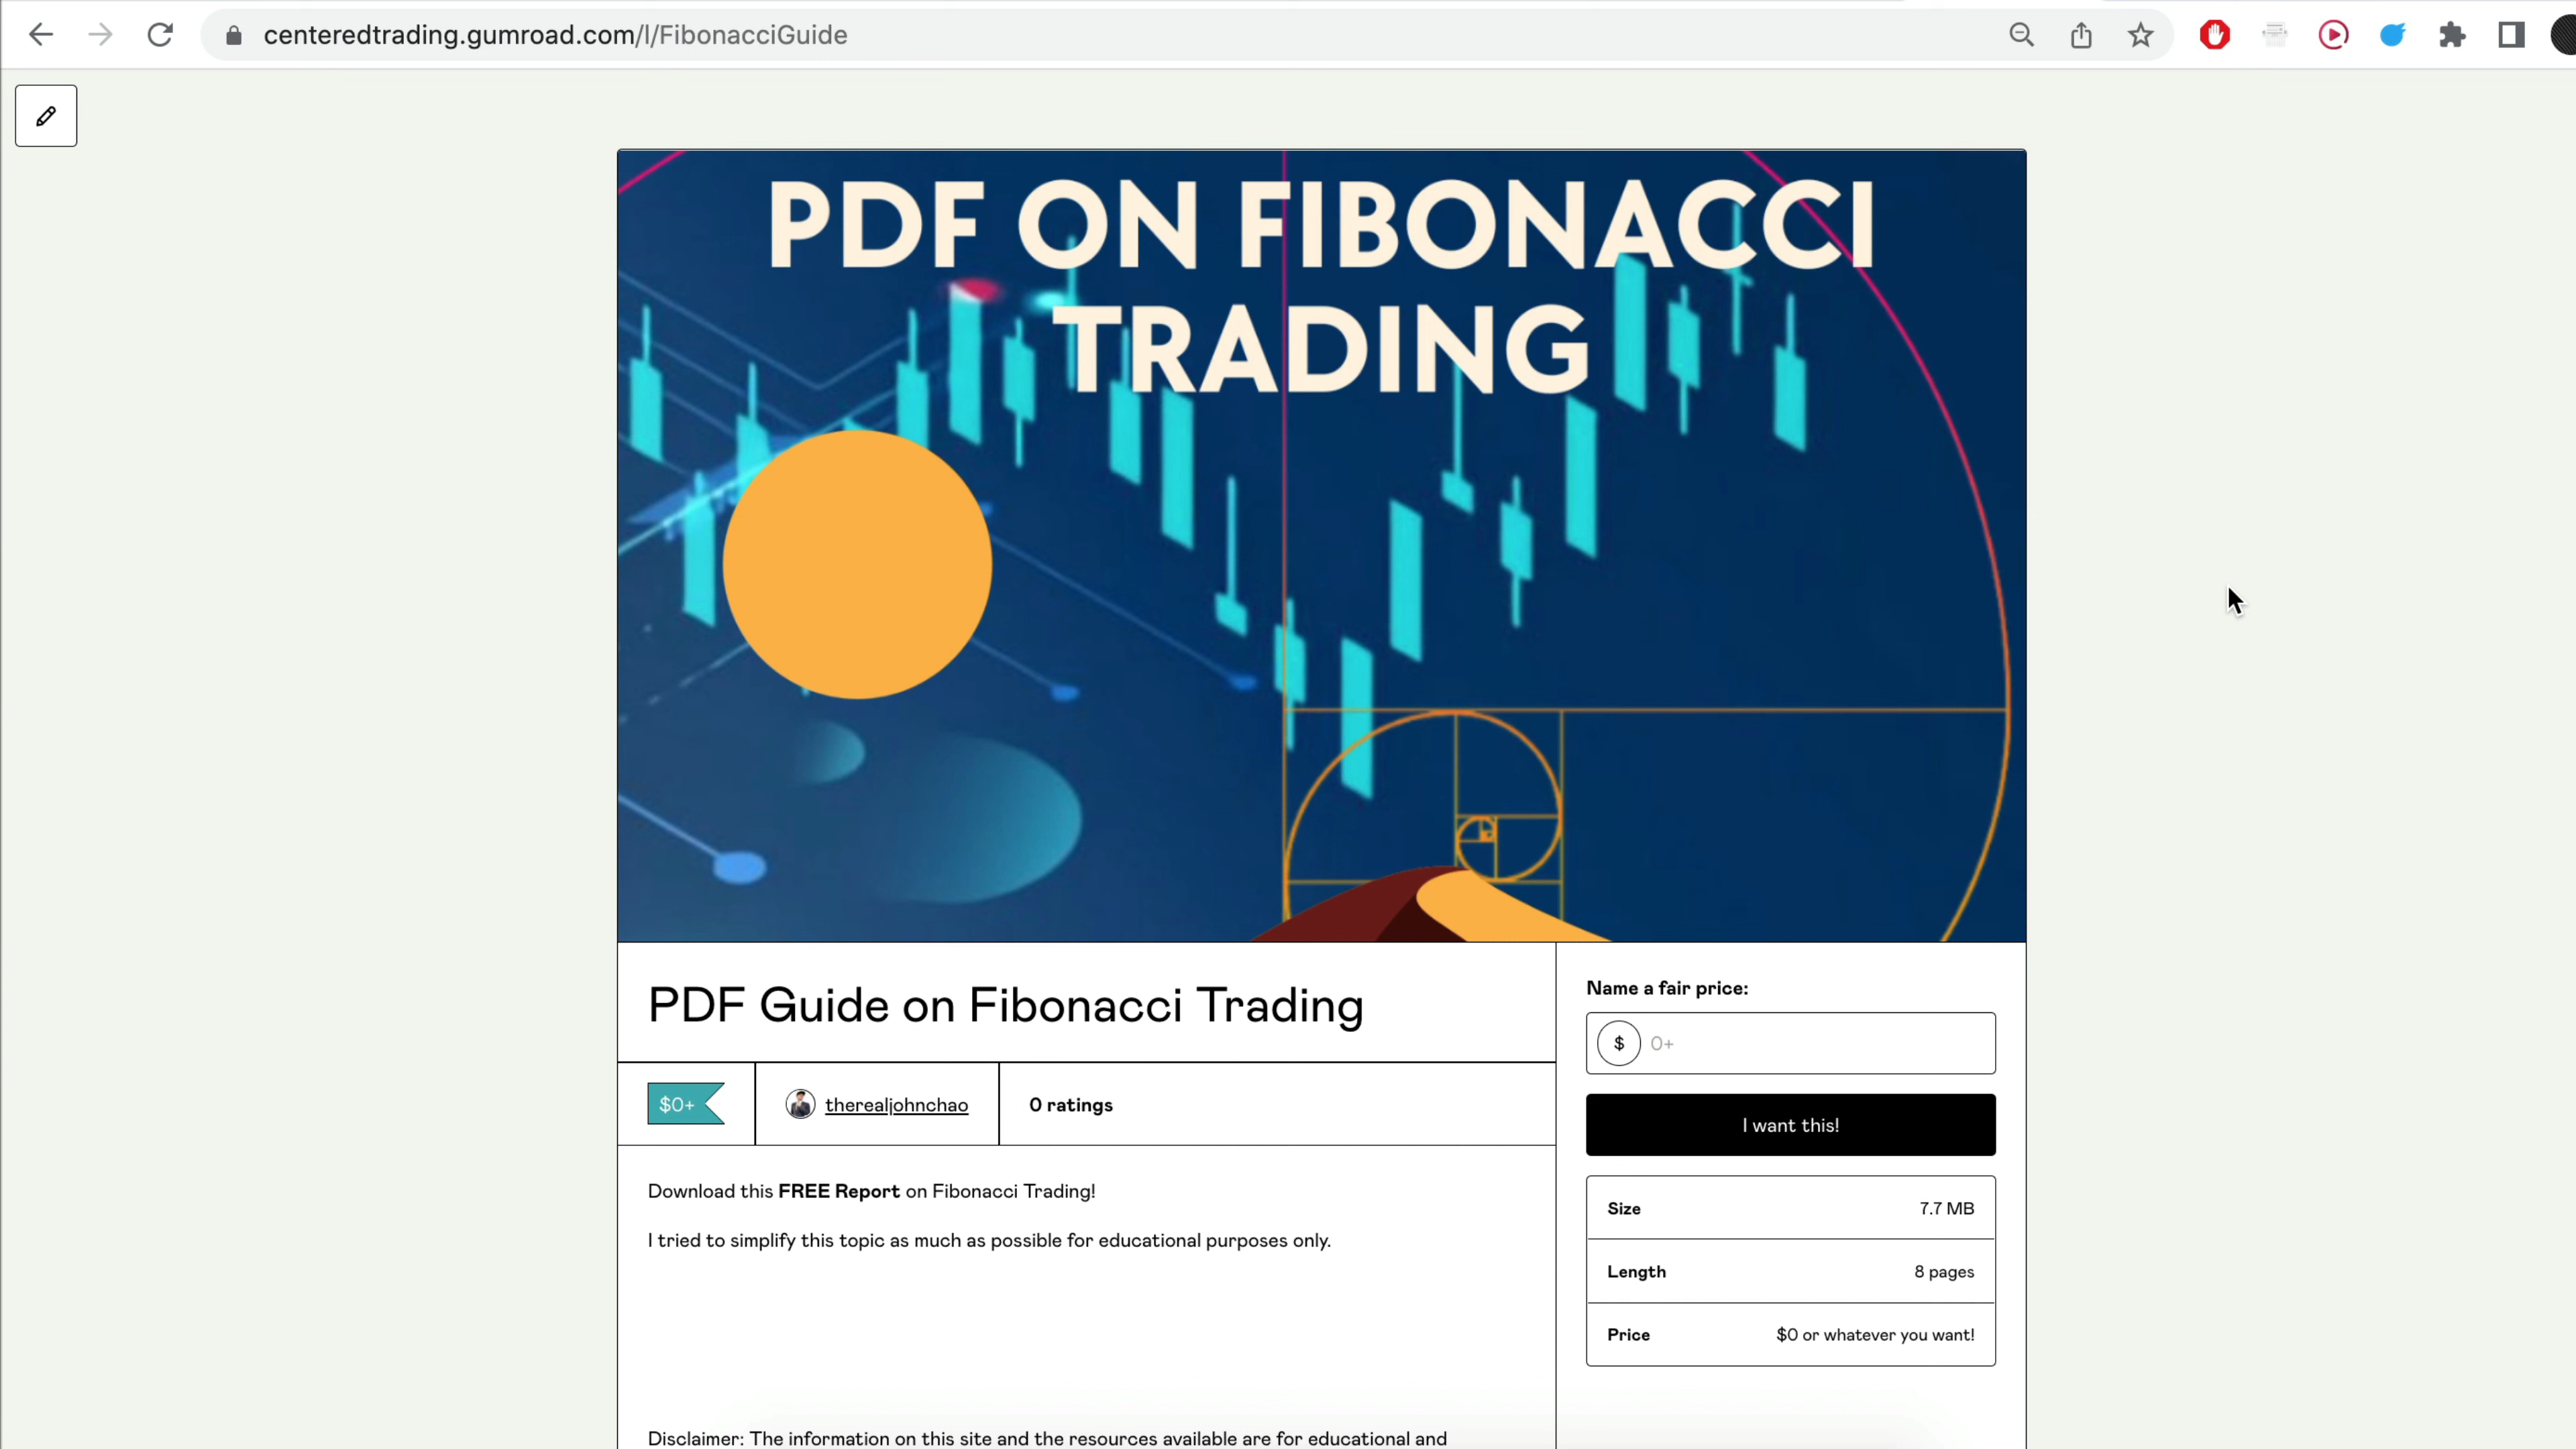 centeredtrading.gumroad.com/l/FibonacciGuide
PDF ON FIBONACCI
TRADING
PDF Guide on Fibonacci Trading
$0+
therealjohnchao
0 ratings
Download this FREE Report on Fibonacci Trading!
I tried to simplify this topic as much as possible for educational purposes only.
Disclaimer: The information on this site and the resources available are for educational and
Name a fair price:
$ 0+
I want this!
Size 7.7 MB
Length 8 pages
Price $0 or whatever you want!